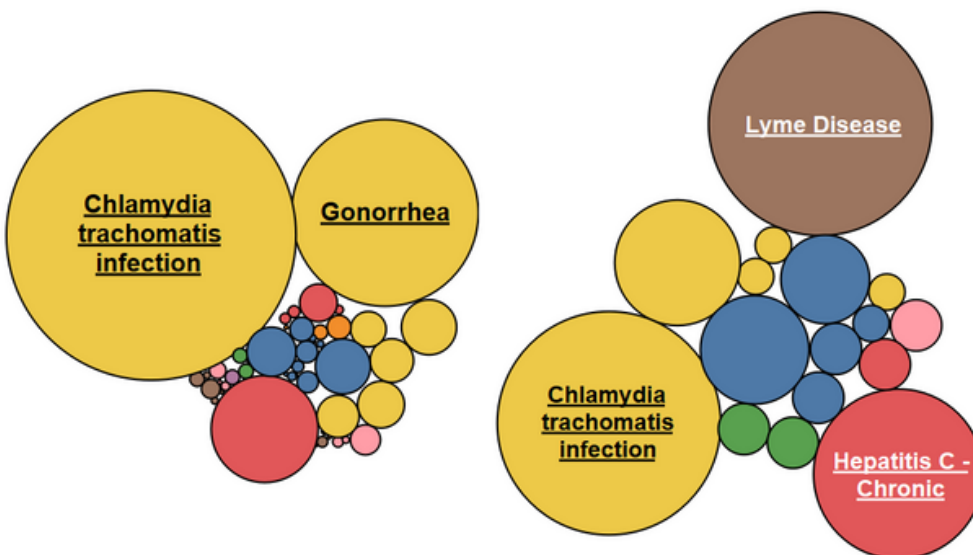 Chlamydia
trachomatis
infection
Gonorrhea
Lyme Disease
Chlamydia
trachomatis
infection
Hepatitis C -
Chronic